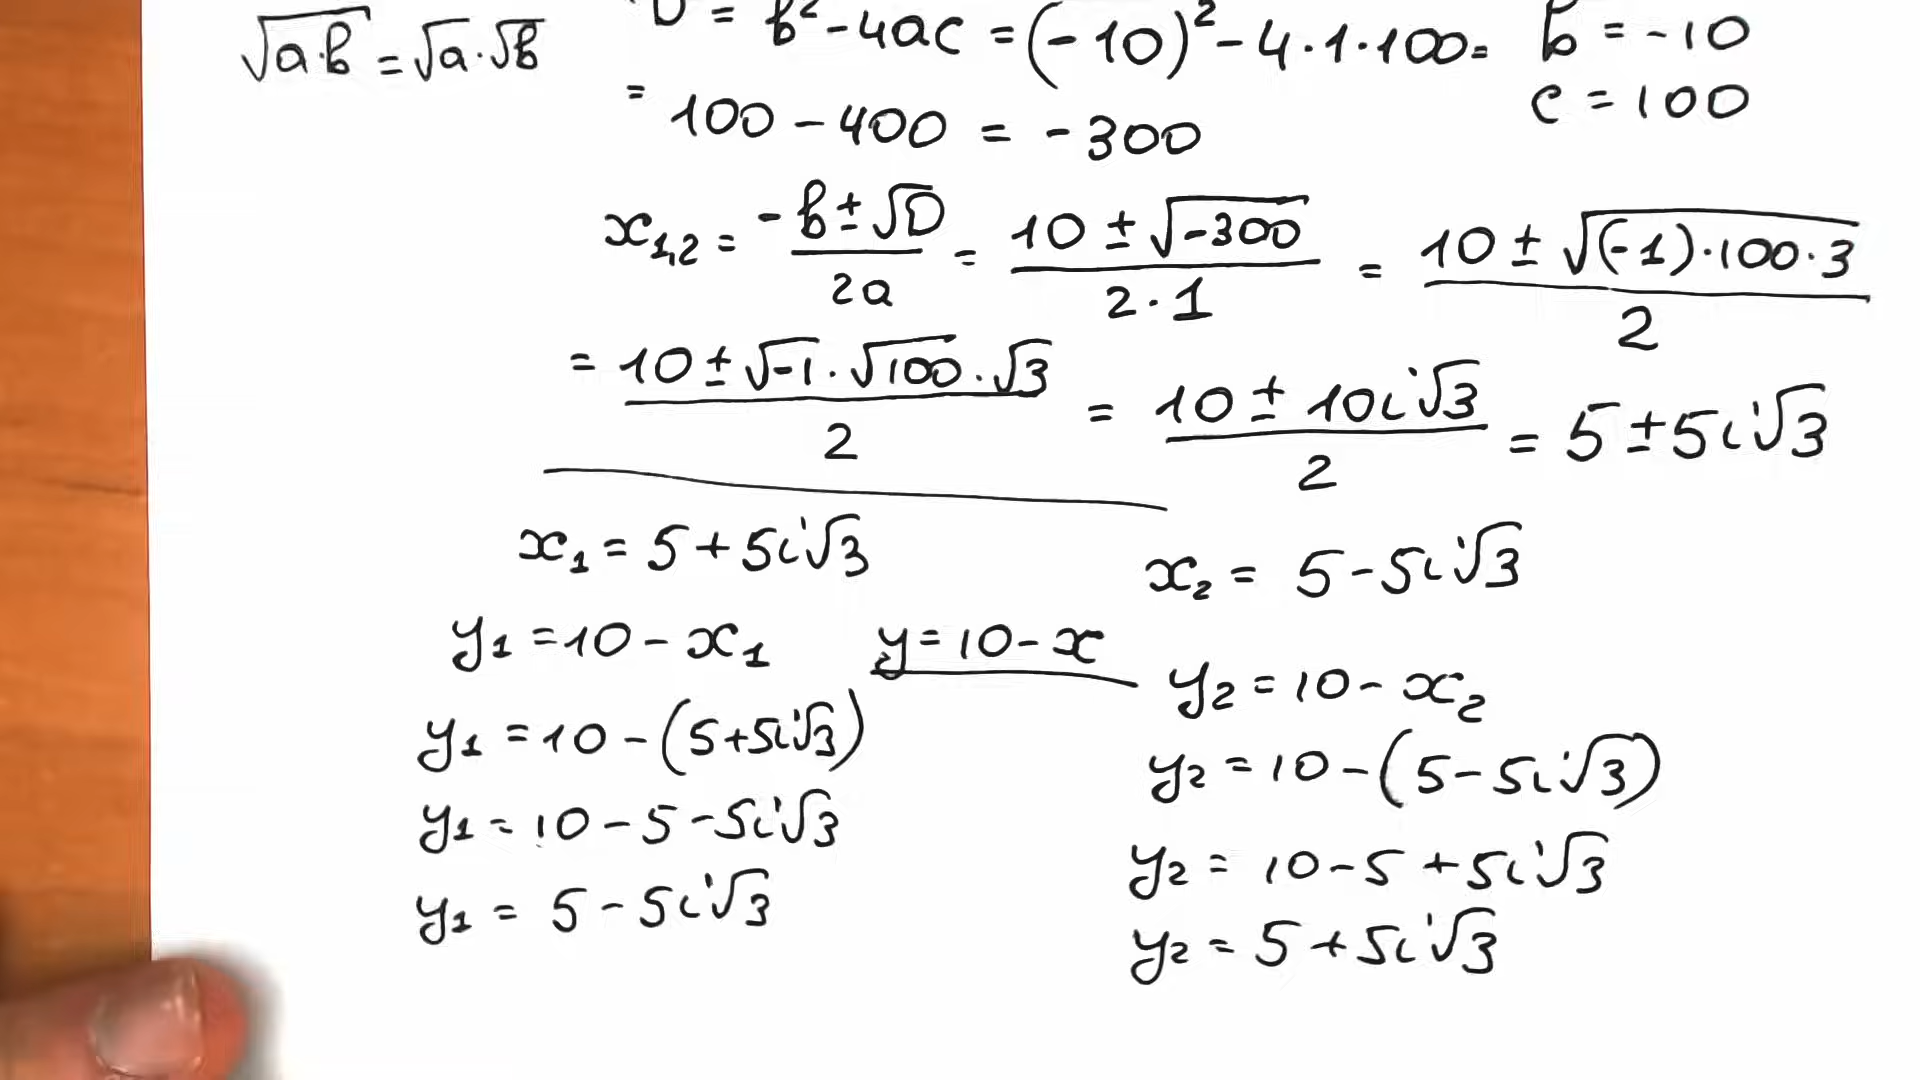 √a·b = √a·√b
D = b² - 4ac = (-10)² - 4·1·100 =
b = -10
= 100 - 400 = -300
c = 100
x₁,₂ = (-b ± √D)/(2a) = (10 ± √-300)/(2·1) = (10 ± √(-1)·100·3)/2
= (10 ± √-1·√100·√3)/2 = (10 ± 10i√3)/2 = 5 ± 5i√3
x₁ = 5 + 5i√3
x₂ = 5 - 5i√3
y₁ = 10 - x₁
y = 10 - x
y₂ = 10 - x₂
y₁ = 10 - (5 + 5i√3)
y₂ = 10 - (5 - 5i√3)
y₁ = 10 - 5 - 5i√3
y₂ = 10 - 5 + 5i√3
y₁ = 5 - 5i√3
y₂ = 5 + 5i√3